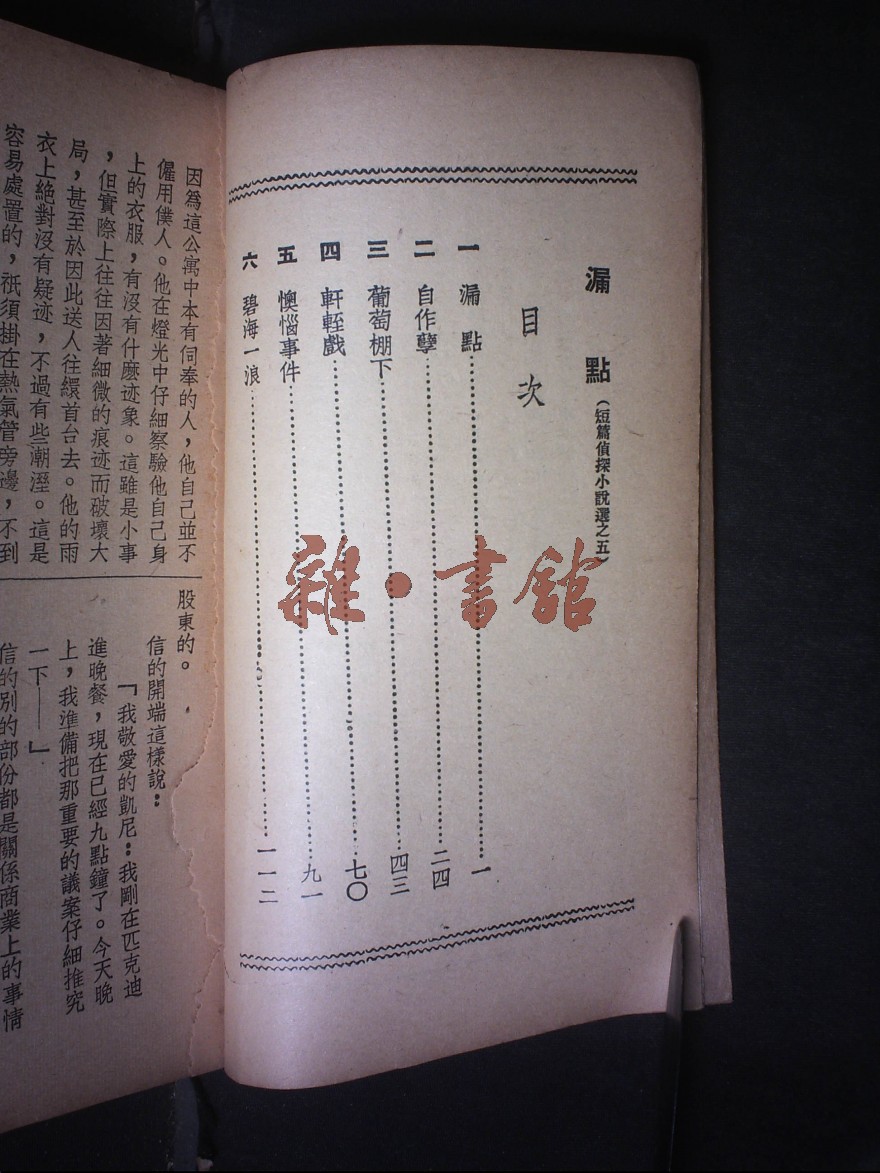 漏點（短篇偵探小說選之五）
目次
一 漏點……一
二 自作孽……二四
三 葡萄棚下……四三
四 軒輊戲……七〇
五 懊惱事件……九一
六 碧海一浪……一一二
雜·書館
因爲這公寓中本有伺奉的人，他自己並不
僱用僕人。他在燈光中仔細察驗他自己身
上的衣服，有沒有什麼迹象。這雖是小事
，但實際上往往因著細微的痕迹而破壞大
局，甚至於因此送人往繯首台去。他的雨
衣上絕對沒有疑迹，不過有些潮溼。這是
容易處置的，祇須掛在熱氣管旁邊，不到
股東的。
信的開端這樣說：
「我敬愛的凱尼：我剛在匹克迪
進晚餐，現在已經九點鐘了。今天晚
上，我準備把那重要的議案仔細推究
一下——」
信的別的部份都是關係商業上的事情